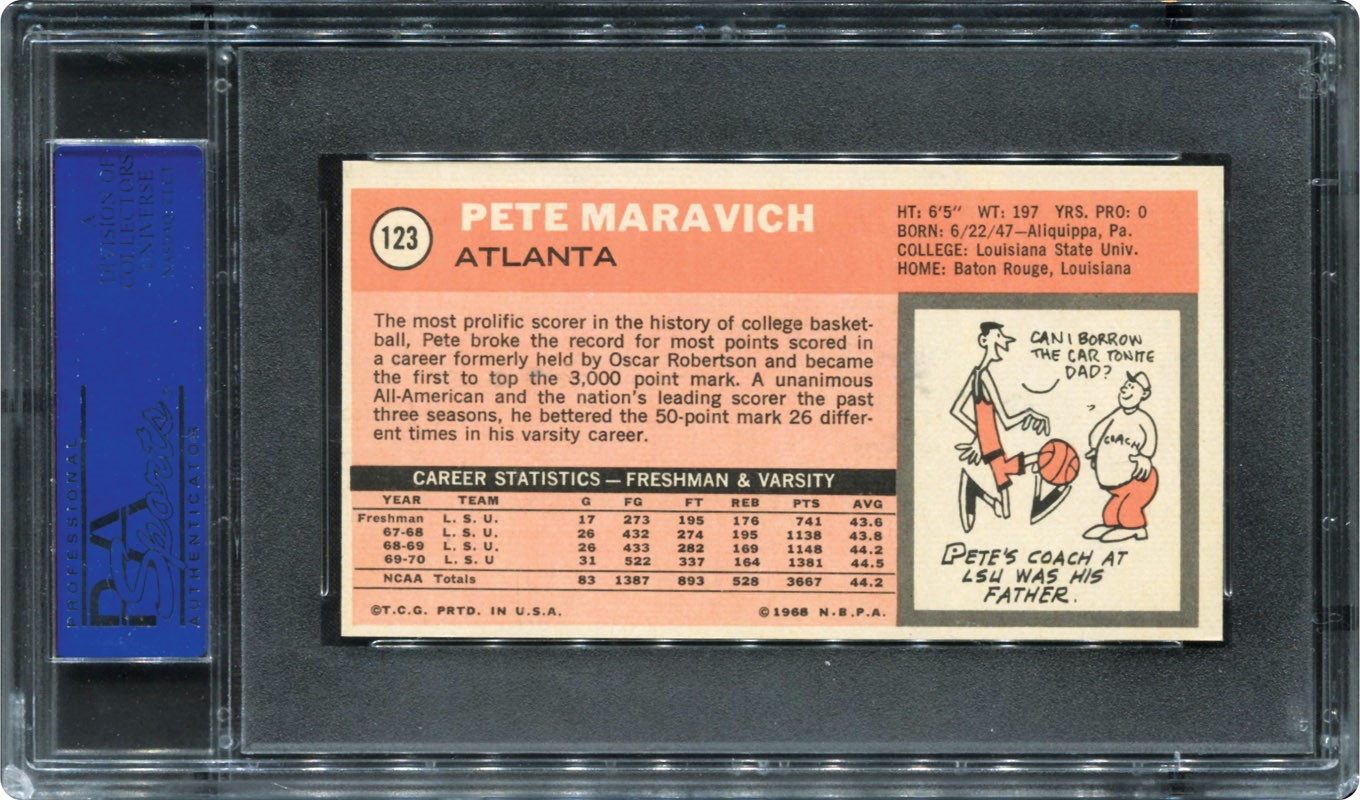 A
DIVISION OF
COLLECTORS
UNIVERSE
NASDAQ: CLCT
PROFESSIONAL
PSA
Sports
AUTHENTICATOR
123
PETE MARAVICH
ATLANTA
HT: 6'5" WT: 197 YRS. PRO: 0
BORN: 6/22/47—Aliquippa, Pa.
COLLEGE: Louisiana State Univ.
HOME: Baton Rouge, Louisiana
The most prolific scorer in the history of college basket-
ball, Pete broke the record for most points scored in
a career formerly held by Oscar Robertson and became
the first to top the 3,000 point mark. A unanimous
All-American and the nation's leading scorer the past
three seasons, he bettered the 50-point mark 26 differ-
ent times in his varsity career.
CAREER STATISTICS — FRESHMAN & VARSITY
YEAR TEAM G FG FT REB PTS AVG
Freshman L. S. U. 17 273 195 176 741 43.6
67-68 L. S. U. 26 432 274 195 1138 43.8
68-69 L. S. U. 26 433 282 169 1148 44.2
69-70 L. S. U 31 522 337 164 1381 44.5
NCAA Totals 83 1387 893 528 3667 44.2
©T.C.G. PRTD. IN U.S.A. ©1968 N.B.P.A.
CAN I BORROW
THE CAR TONITE
DAD?
COACH
PETE'S COACH AT
LSU WAS HIS
FATHER.